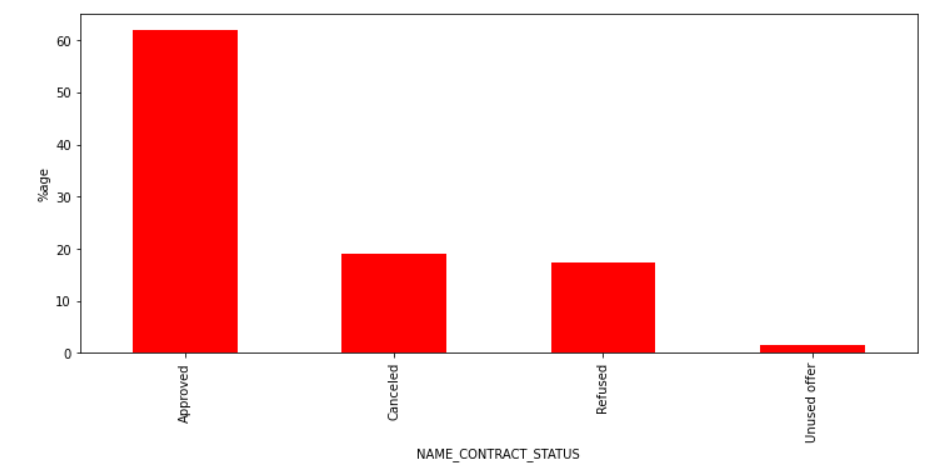 60
50
40
30
20
10
0
%age
Approved
Canceled
Refused
Unused offer
NAME_CONTRACT_STATUS